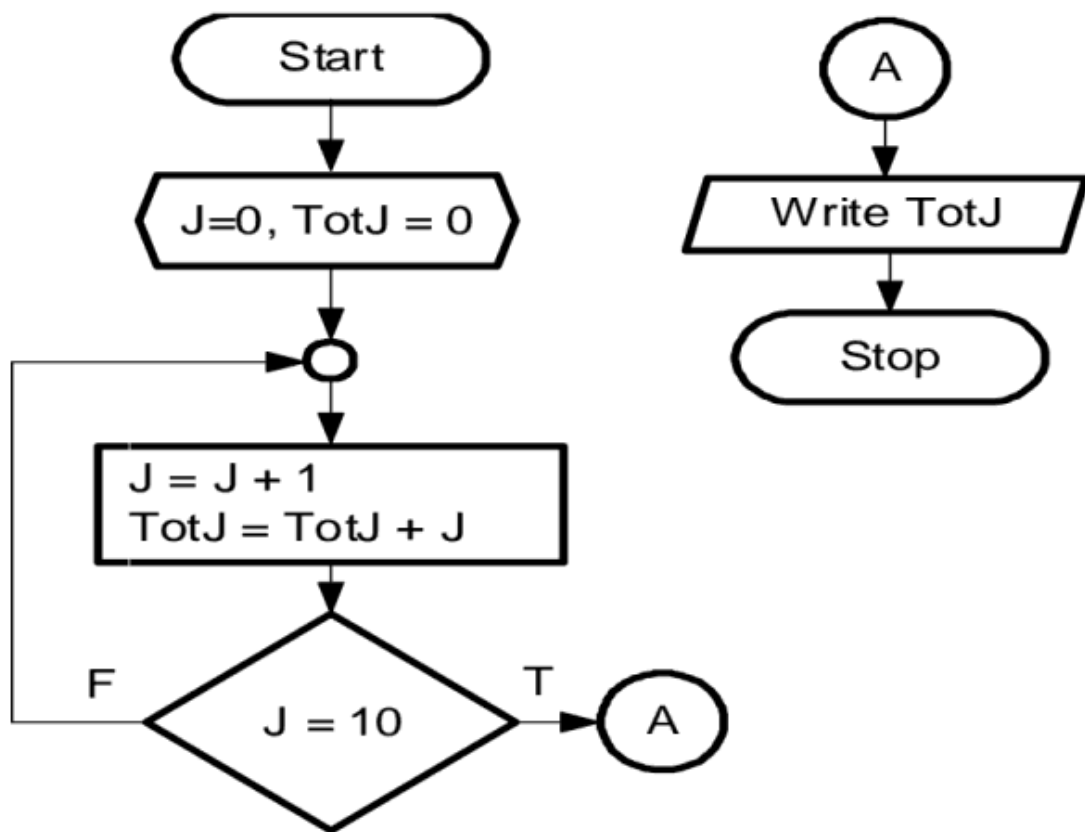 Start
J=0, TotJ = 0
J = J + 1
TotJ = TotJ + J
J = 10
F
T
A
A
Write TotJ
Stop